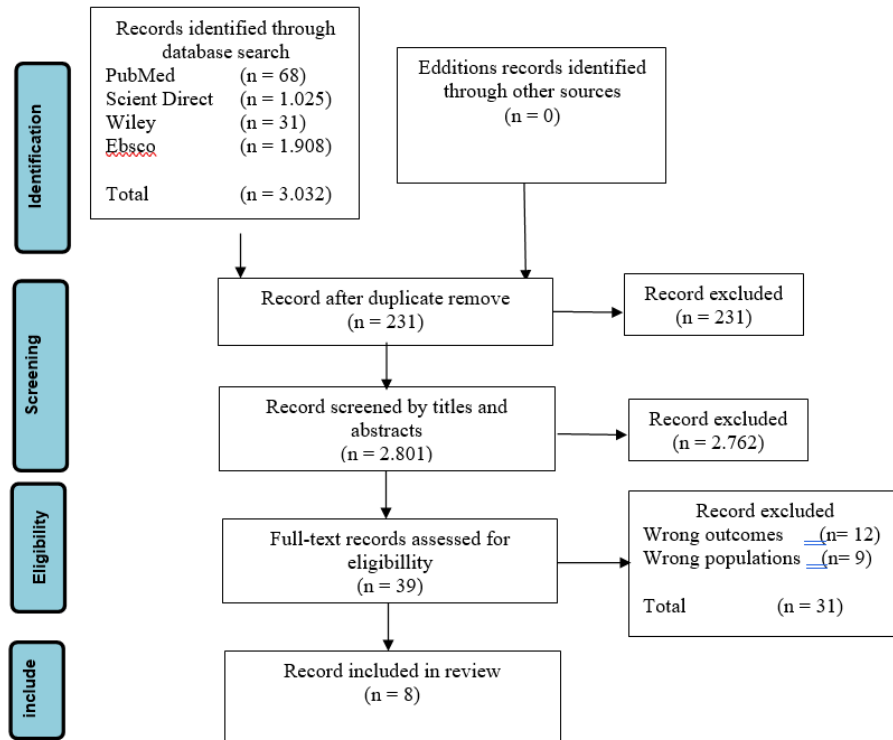 Identification
Records identified through
database search
PubMed (n = 68)
Scient Direct (n = 1.025)
Wiley (n = 31)
Ebsco (n = 1.908)
Total (n = 3.032)
Edditions records identified
through other sources
(n = 0)
Screening
Record after duplicate remove
(n = 231)
Record excluded
(n = 231)
Record screened by titles and
abstracts
(n = 2.801)
Record excluded
(n = 2.762)
Eligibility
Full-text records assessed for
eligibillity
(n = 39)
Record excluded
Wrong outcomes (n= 12)
Wrong populations (n= 9)
Total (n = 31)
include
Record included in review
(n = 8)